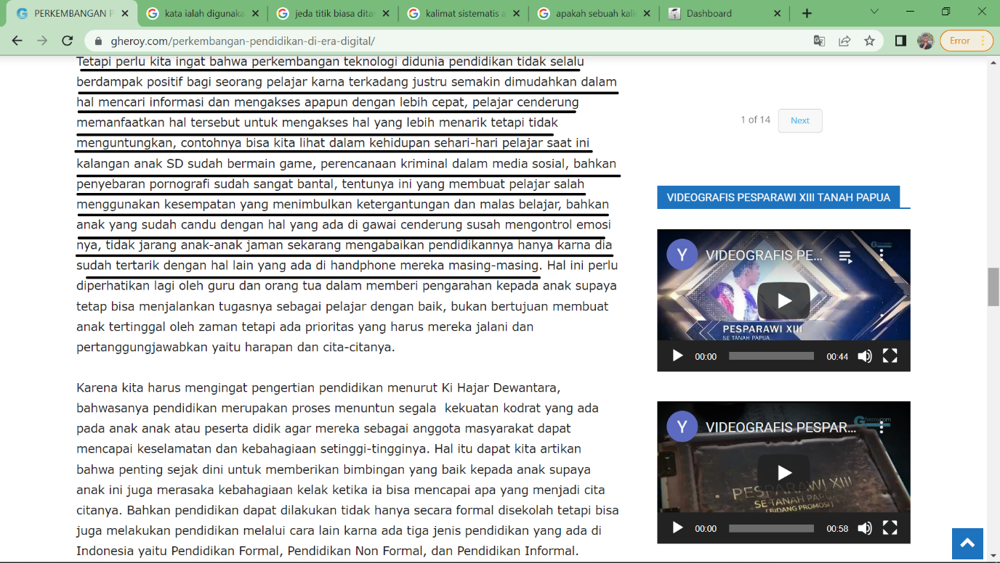 PERKEMBANGAN P
kata ialah digunaka
jeda titik biasa ditan
kalimat sistematis a
apakah sebuah kali
Dashboard
gheroy.com/perkembangan-pendidikan-di-era-digital/
Error
Tetapi perlu kita ingat bahwa perkembangan teknologi didunia pendidikan tidak selalu
berdampak positif bagi seorang pelajar karna terkadang justru semakin dimudahkan dalam
hal mencari informasi dan mengakses apapun dengan lebih cepat, pelajar cenderung
memanfaatkan hal tersebut untuk mengakses hal yang lebih menarik tetapi tidak
menguntungkan, contohnya bisa kita lihat dalam kehidupan sehari-hari pelajar saat ini
kalangan anak SD sudah bermain game, perencanaan kriminal dalam media sosial, bahkan
penyebaran pornografi sudah sangat bantal, tentunya ini yang membuat pelajar salah
menggunakan kesempatan yang menimbulkan ketergantungan dan malas belajar, bahkan
anak yang sudah candu dengan hal yang ada di gawai cenderung susah mengontrol emosi
nya, tidak jarang anak-anak jaman sekarang mengabaikan pendidikannya hanya karna dia
sudah tertarik dengan hal lain yang ada di handphone mereka masing-masing. Hal ini perlu
diperhatikan lagi oleh guru dan orang tua dalam memberi pengarahan kepada anak supaya
tetap bisa menjalankan tugasnya sebagai pelajar dengan baik, bukan bertujuan membuat
anak tertinggal oleh zaman tetapi ada prioritas yang harus mereka jalani dan
pertanggungjawabkan yaitu harapan dan cita-citanya.
Karena kita harus mengingat pengertian pendidikan menurut Ki Hajar Dewantara,
bahwasanya pendidikan merupakan proses menuntun segala  kekuatan kodrat yang ada
pada anak anak atau peserta didik agar mereka sebagai anggota masyarakat dapat
mencapai keselamatan dan kebahagiaan setinggi-tingginya. Hal itu dapat kita artikan
bahwa penting sejak dini untuk memberikan bimbingan yang baik kepada anak supaya
anak ini juga merasaka kebahagiaan kelak ketika ia bisa mencapai apa yang menjadi cita
citanya. Bahkan pendidikan dapat dilakukan tidak hanya secara formal disekolah tetapi bisa
juga melakukan pendidikan melalui cara lain karna ada tiga jenis pendidikan yang ada di
Indonesia yaitu Pendidikan Formal, Pendidikan Non Formal, dan Pendidikan Informal.
1 of 14 Next
VIDEOGRAFIS PESPARAWI XIII TANAH PAPUA
Y VIDEOGRAFIS PE...
PESPARAWI XIII
SE TANAH PAPUA
00:00 00:44
Y VIDEOGRAFIS PESPAR...
PESPARAWI XIII
SE TANAH PAPUA
( BIDANG PROMOSI )
00:00 00:58